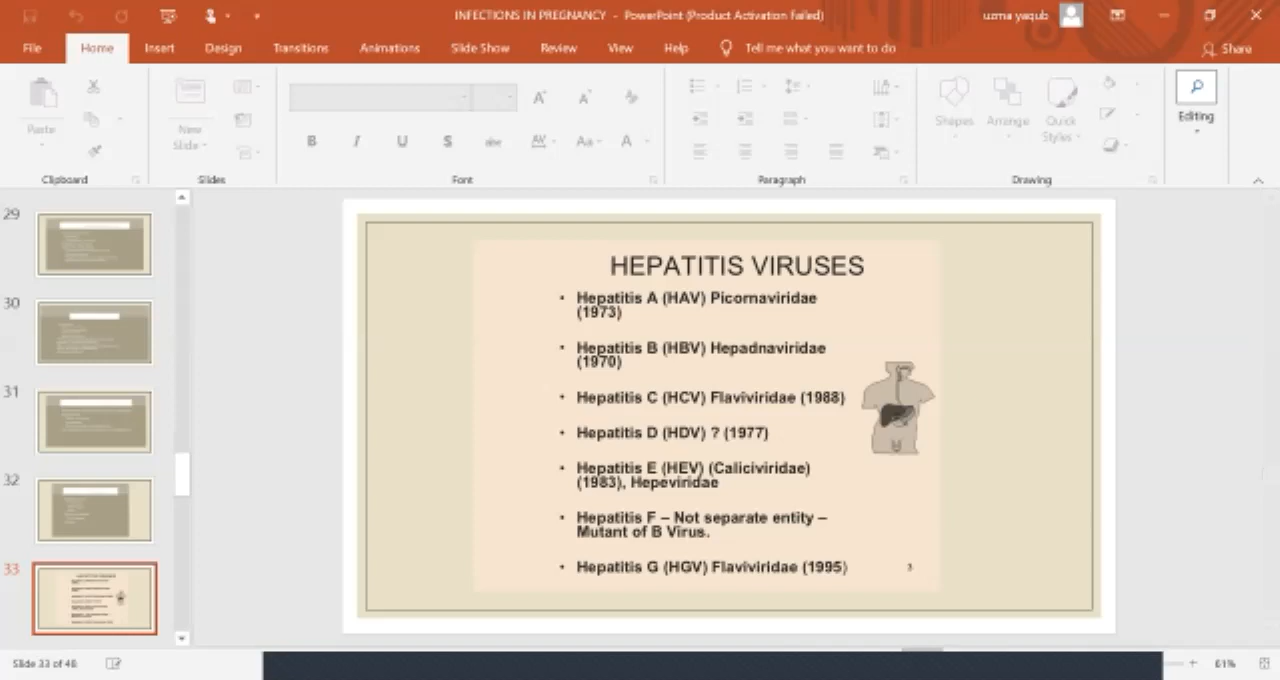 INFECTIONS IN PREGNANCY - PowerPoint (Product Activation Failed)
uzma yaqub
File Home Insert Design Transitions Animations Slide Show Review View Help Tell me what you want to do
Share
Paste
New
Slide
Shapes
Arrange
Quick
Styles
Editing
B I U S abc AV Aa A
Clipboard
Slides
Font
Paragraph
Drawing
29
30
31
32
33
HEPATITIS VIRUSES
• Hepatitis A (HAV) Picornaviridae
(1973)
• Hepatitis B (HBV) Hepadnaviridae
(1970)
• Hepatitis C (HCV) Flaviviridae (1988)
• Hepatitis D (HDV) ? (1977)
• Hepatitis E (HEV) (Caliciviridae)
(1983), Hepeviridae
• Hepatitis F – Not separate entity –
Mutant of B Virus.
• Hepatitis G (HGV) Flaviviridae (1995)
3
Slide 33 of 48
61%